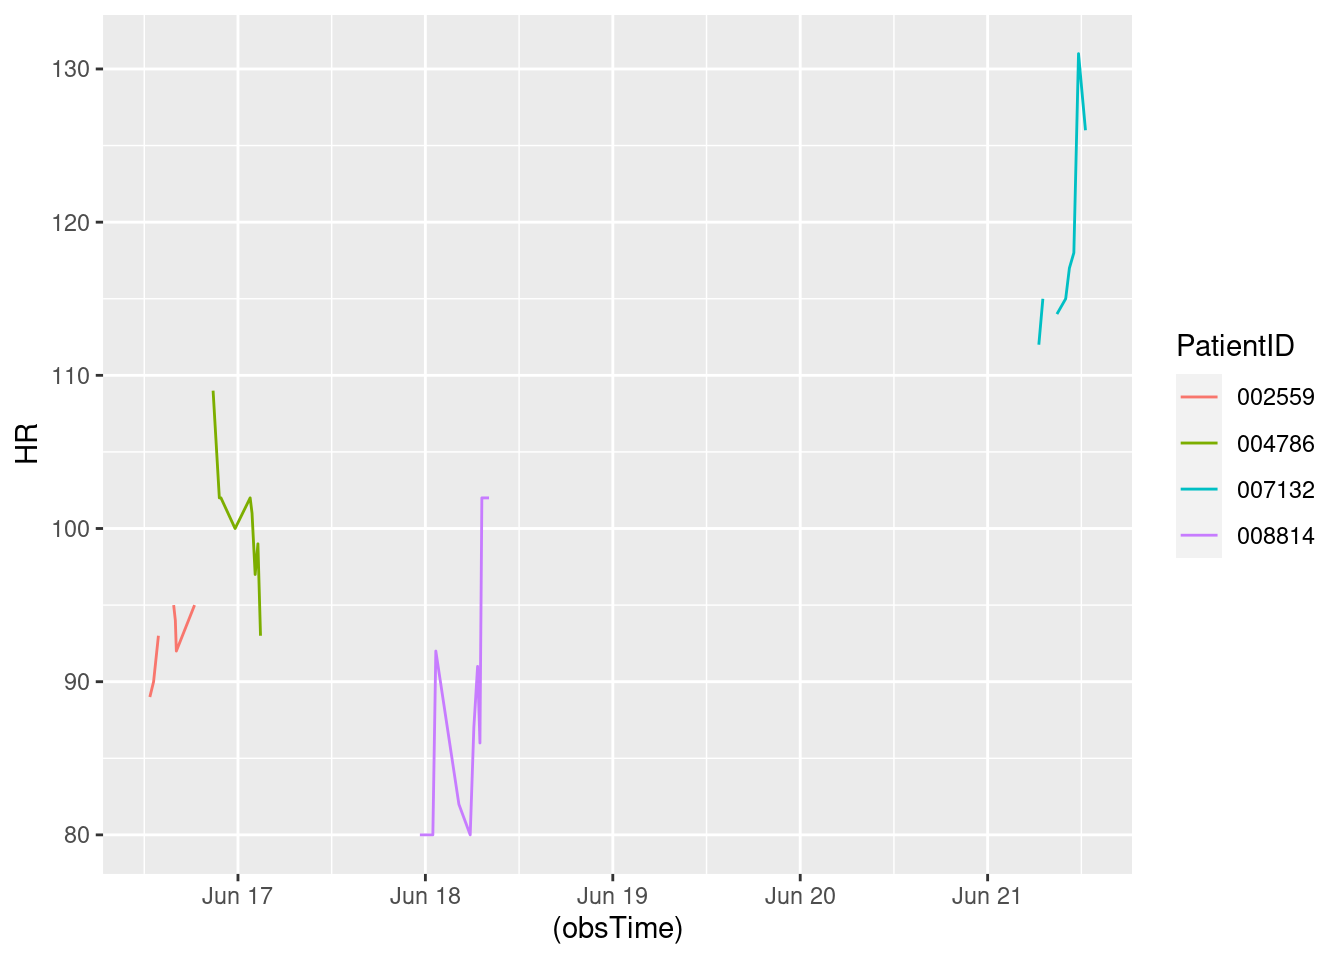 130
120
110
100
90
80
HR
Jun 17
Jun 18
Jun 19
Jun 20
Jun 21
(obsTime)
PatientID
002559
004786
007132
008814